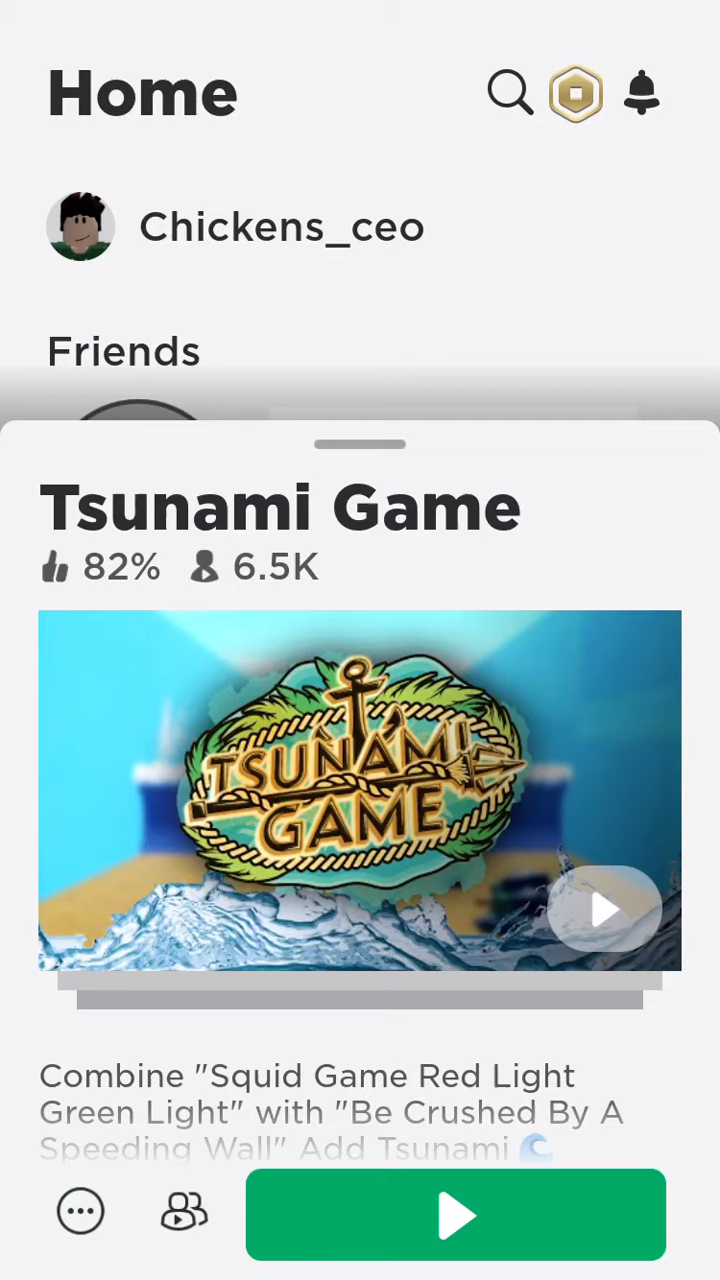 Home
Chickens_ceo
Friends
Tsunami Game
82% 6.5K
TSUNAMI
GAME
Combine "Squid Game Red Light
Green Light" with "Be Crushed By A
Speeding Wall" Add Tsunami 🌊